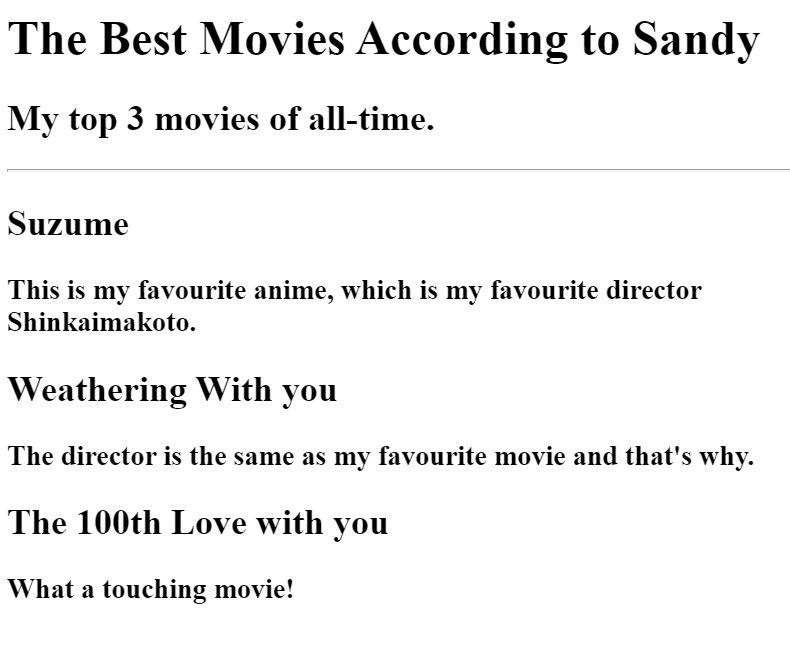 The Best Movies According to Sandy
My top 3 movies of all-time.
Suzume
This is my favourite anime, which is my favourite director
Shinkaimakoto.
Weathering With you
The director is the same as my favourite movie and that's why.
The 100th Love with you
What a touching movie!